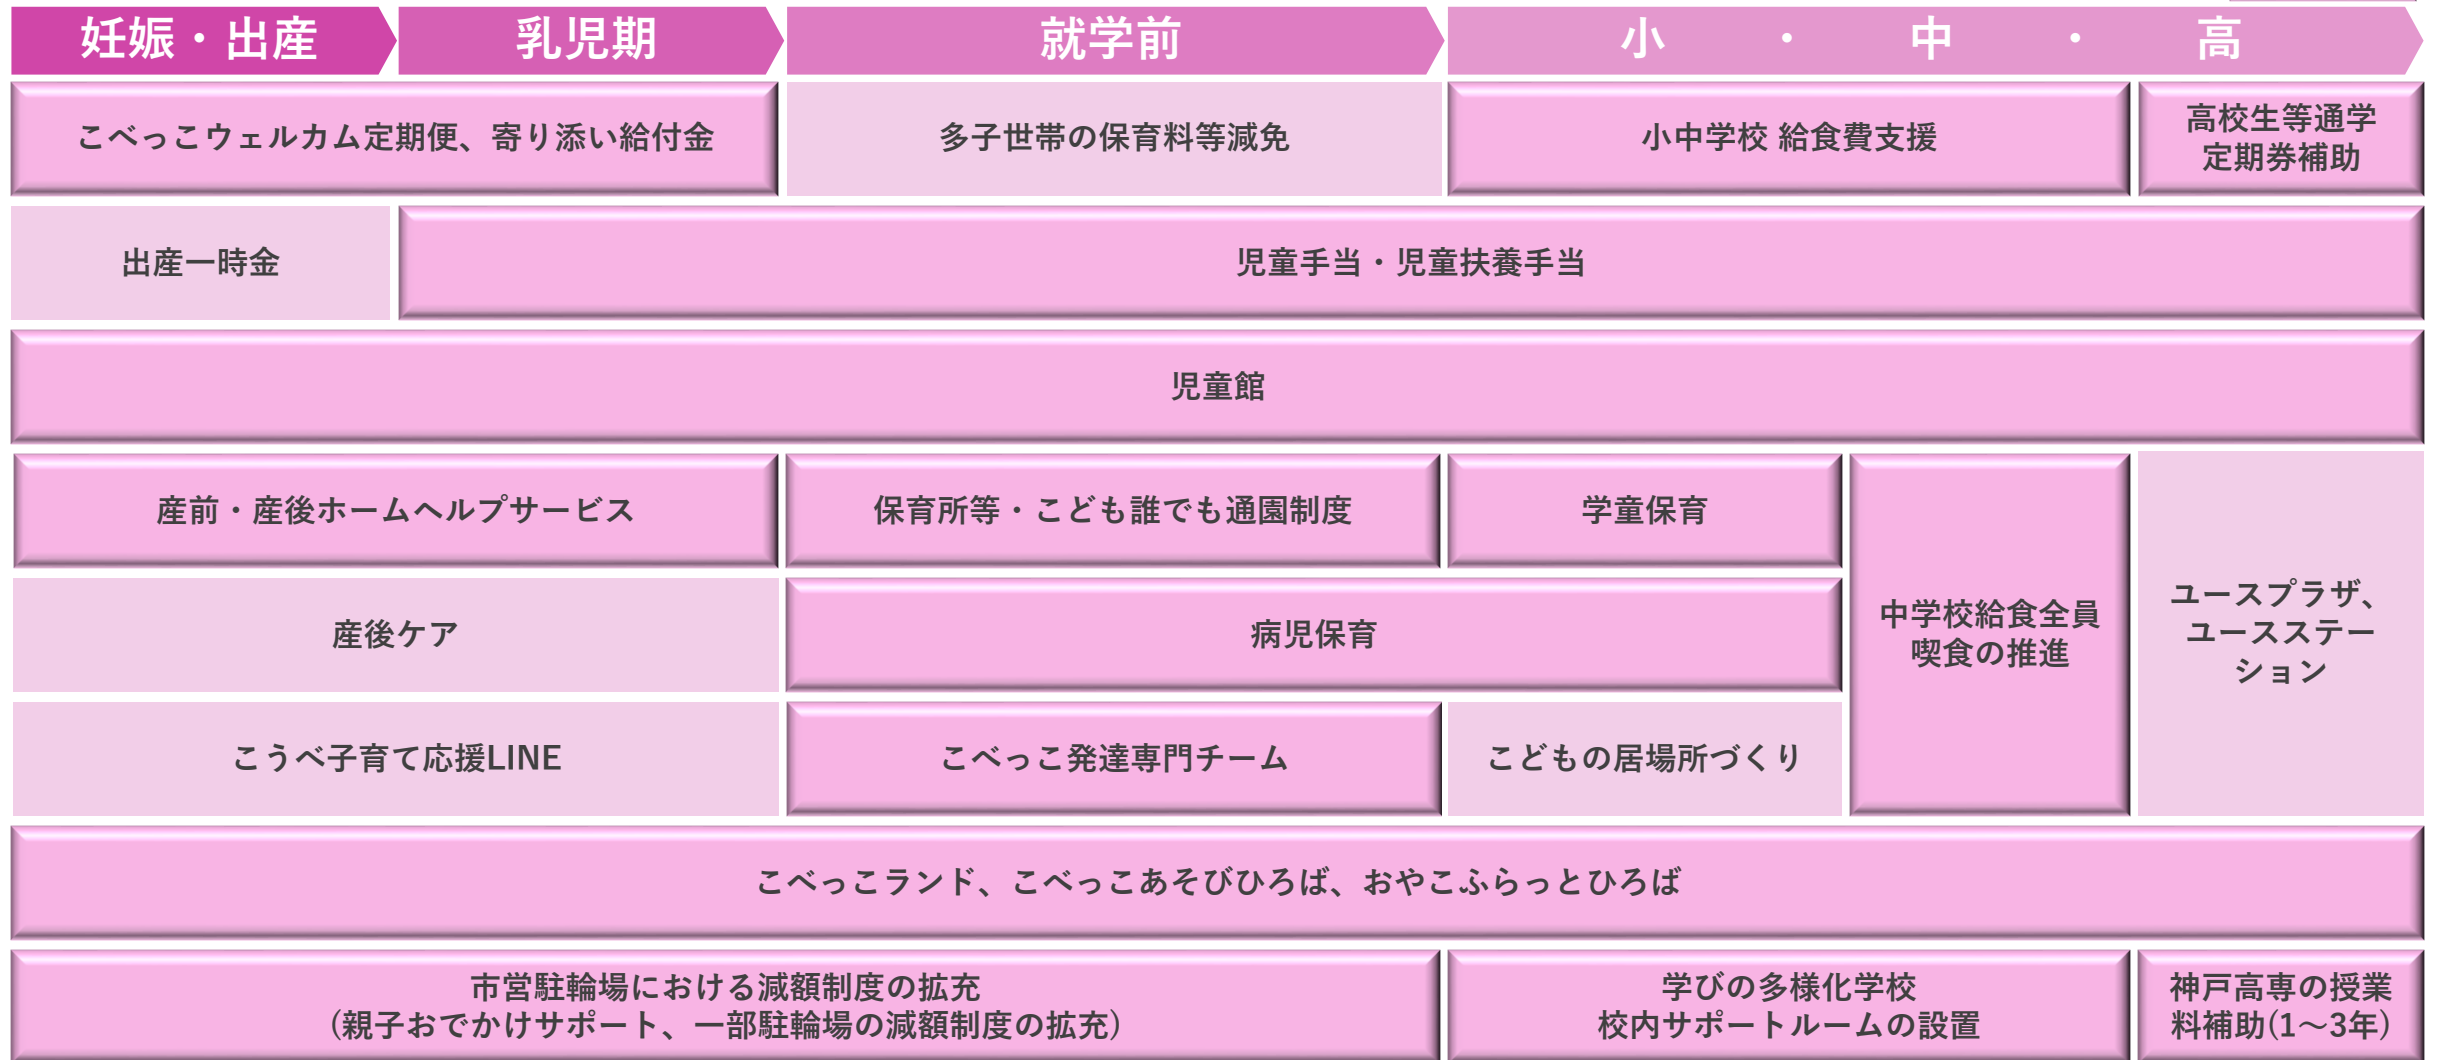 妊娠・出産
乳児期
就学前
小・中・高
こべっこウェルカム定期便、寄り添い給付金
多子世帯の保育料等減免
小中学校 給食費支援
高校生等通学
定期券補助
出産一時金
児童手当・児童扶養手当
児童館
産前・産後ホームヘルプサービス
保育所等・こども誰でも通園制度
学童保育
中学校給食全員
喫食の推進
ユースプラザ、
ユースステー
ション
産後ケア
病児保育
こうべ子育て応援LINE
こべっこ発達専門チーム
こどもの居場所づくり
こべっこランド、こべっこあそびひろば、おやこふらっとひろば
市営駐輪場における減額制度の拡充
(親子おでかけサポート、一部駐輪場の減額制度の拡充)
学びの多様化学校
校内サポートルームの設置
神戸高専の授業
料補助(1～3年)